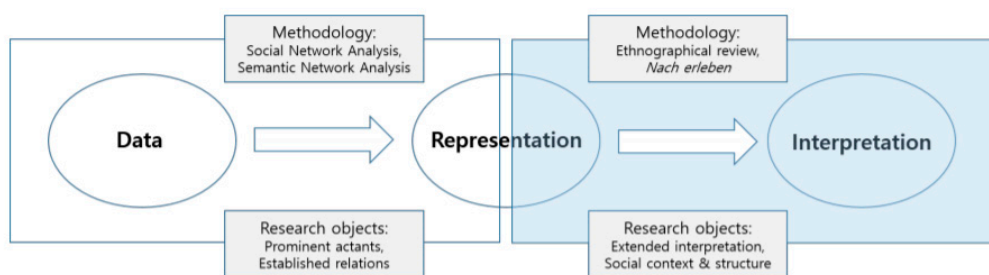 Methodology:
Social Network Analysis,
Semantic Network Analysis
Methodology:
Ethnographical review,
Nach erleben
Data
Representation
Interpretation
Research objects:
Prominent actants,
Established relations
Research objects:
Extended interpretation,
Social context & structure